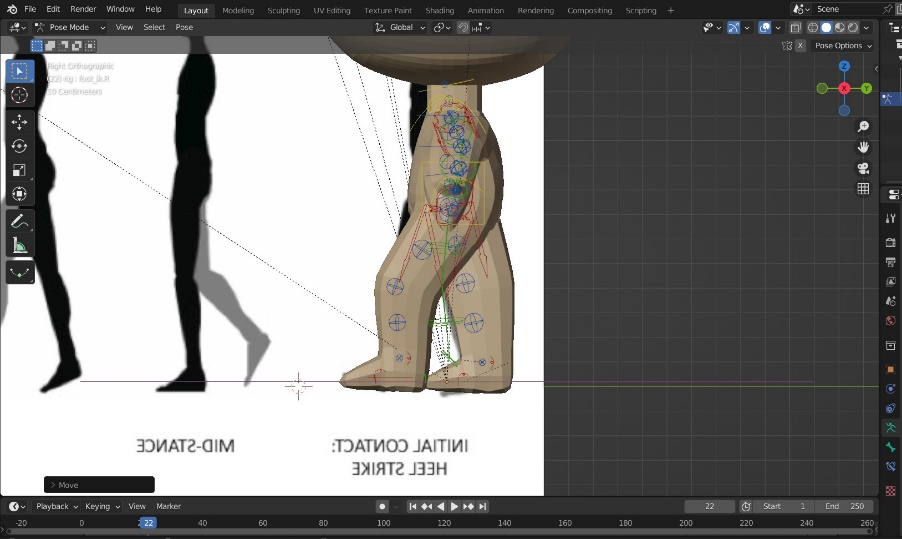 File Edit Render Window Help Layout Modeling Sculpting UV Editing Texture Paint Shading Animation Rendering Compositing Scripting + Scene
Pose Mode View Select Pose Global
X Pose Options
Right Orthographic
(22) rig : foot_ik.R
10 Centimeters
Z
Y
X
MID-STANCE
INITIAL CONTACT:
HEEL STRIKE
> Move
Playback Keying View Marker 22 Start 1 End 250
-20 0 22 40 60 80 100 120 140 160 180 200 220 240 260